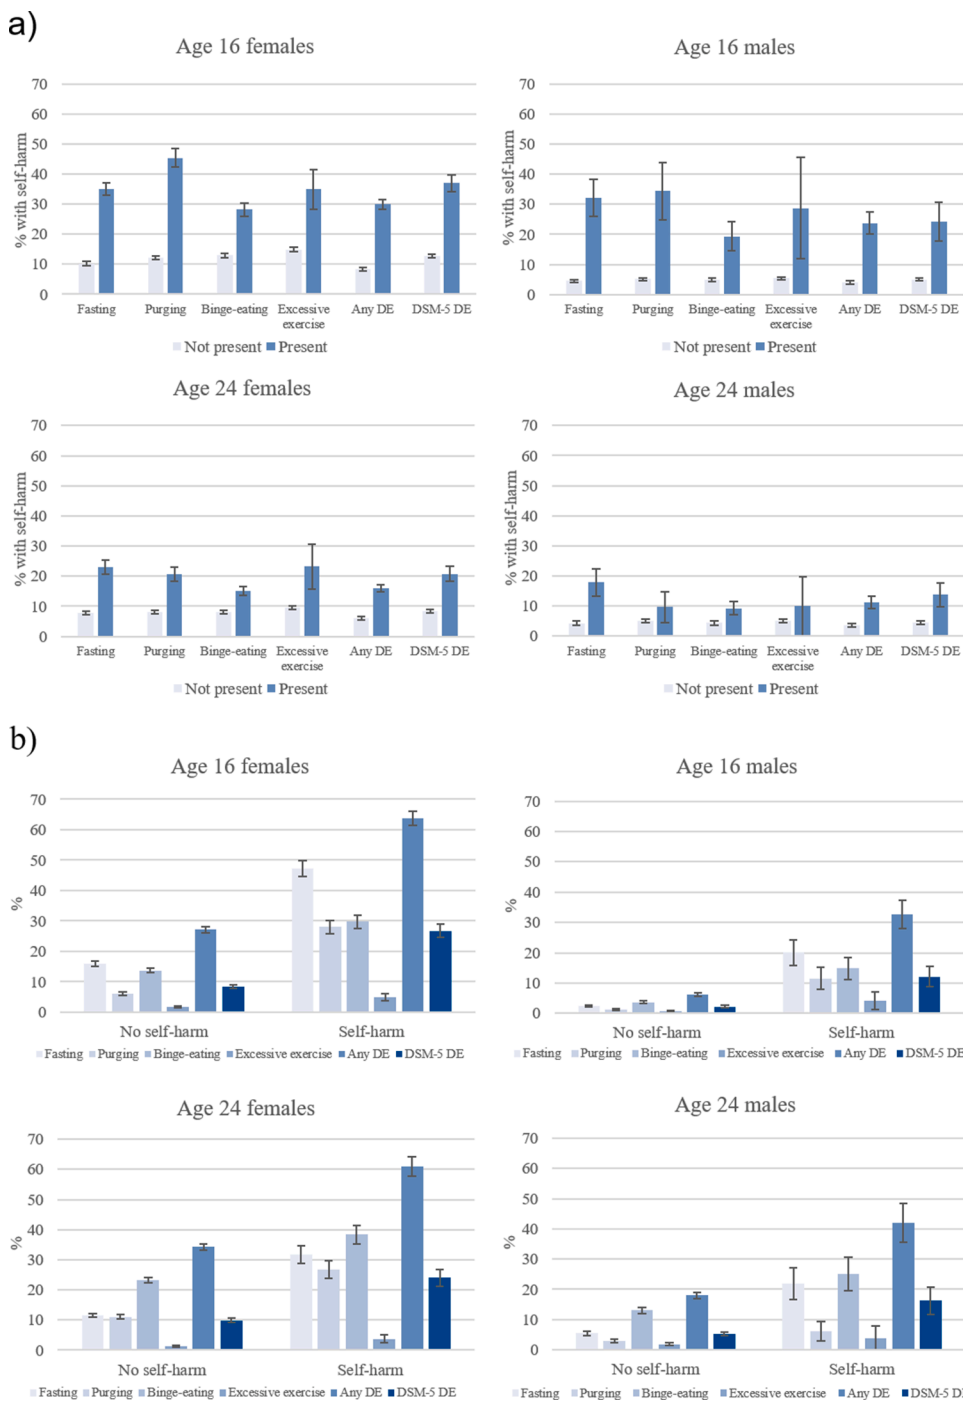 a)
Age 16 females
% with self-harm
70
60
50
40
30
20
10
0
Fasting Purging Binge-eating Excessive exercise Any DE DSM-5 DE
Not present Present
Age 16 males
% with self-harm
70
60
50
40
30
20
10
0
Fasting Purging Binge-eating Excessive exercise Any DE DSM-5 DE
Not present Present
Age 24 females
% with self-harm
70
60
50
40
30
20
10
0
Fasting Purging Binge-eating Excessive exercise Any DE DSM-5 DE
Not present Present
Age 24 males
% with self-harm
70
60
50
40
30
20
10
0
Fasting Purging Binge-eating Excessive exercise Any DE DSM-5 DE
Not present Present
b)
Age 16 females
%
70
60
50
40
30
20
10
0
No self-harm Self-harm
Fasting Purging Binge-eating Excessive exercise Any DE DSM-5 DE
Age 16 males
%
70
60
50
40
30
20
10
0
No self-harm Self-harm
Fasting Purging Binge-eating Excessive exercise Any DE DSM-5 DE
Age 24 females
%
70
60
50
40
30
20
10
0
No self-harm Self-harm
Fasting Purging Binge-eating Excessive exercise Any DE DSM-5 DE
Age 24 males
%
70
60
50
40
30
20
10
0
No self-harm Self-harm
Fasting Purging Binge-eating Excessive exercise Any DE DSM-5 DE